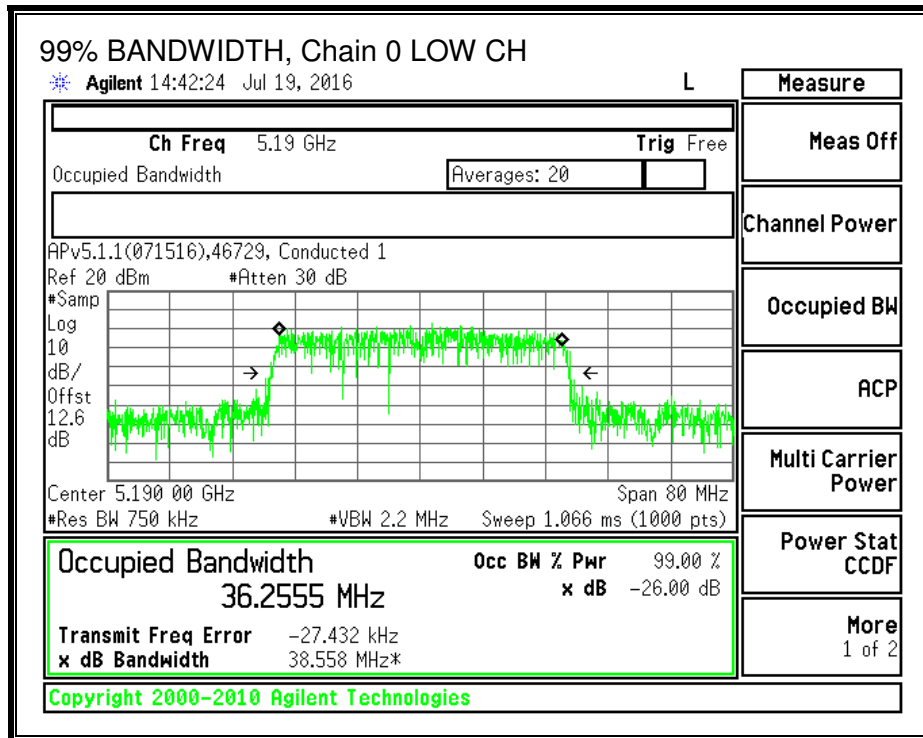 99% BANDWIDTH, Chain 0 LOW CH
Agilent 14:42:24 Jul 19, 2016 L
Measure
Ch Freq 5.19 GHz Trig Free
Occupied Bandwidth Averages: 20
Meas Off
Channel Power
APv5.1.1(071516),46729, Conducted 1
Ref 20 dBm #Atten 30 dB
#Samp
Log
10
dB/
Offst
12.6
dB
Occupied BW
ACP
Multi Carrier
Power
Center 5.190 00 GHz Span 80 MHz
#Res BW 750 kHz #VBW 2.2 MHz Sweep 1.066 ms (1000 pts)
Occupied Bandwidth
36.2555 MHz
Occ BW % Pwr 99.00 %
x dB -26.00 dB
Transmit Freq Error -27.432 kHz
x dB Bandwidth 38.558 MHz*
Power Stat
CCDF
More
1 of 2
Copyright 2000-2010 Agilent Technologies